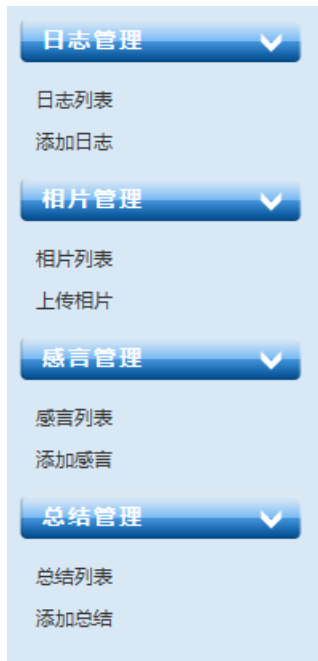 日志管理
日志列表
添加日志
相片管理
相片列表
上传相片
感言管理
感言列表
添加感言
总结管理
总结列表
添加总结